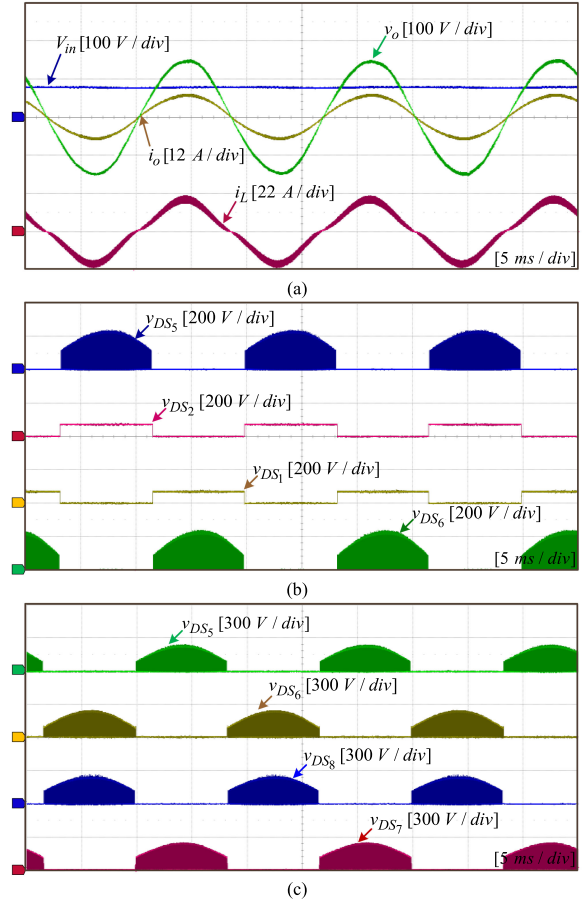 V_in [100 V / div]
v_o [100 V / div]
i_o [12 A / div]
i_L [22 A / div]
[5 ms / div]
(a)
v_DS5 [200 V / div]
v_DS2 [200 V / div]
v_DS1 [200 V / div]
v_DS6 [200 V / div]
[5 ms / div]
(b)
v_DS5 [300 V / div]
v_DS6 [300 V / div]
v_DS8 [300 V / div]
v_DS7 [300 V / div]
[5 ms / div]
(c)